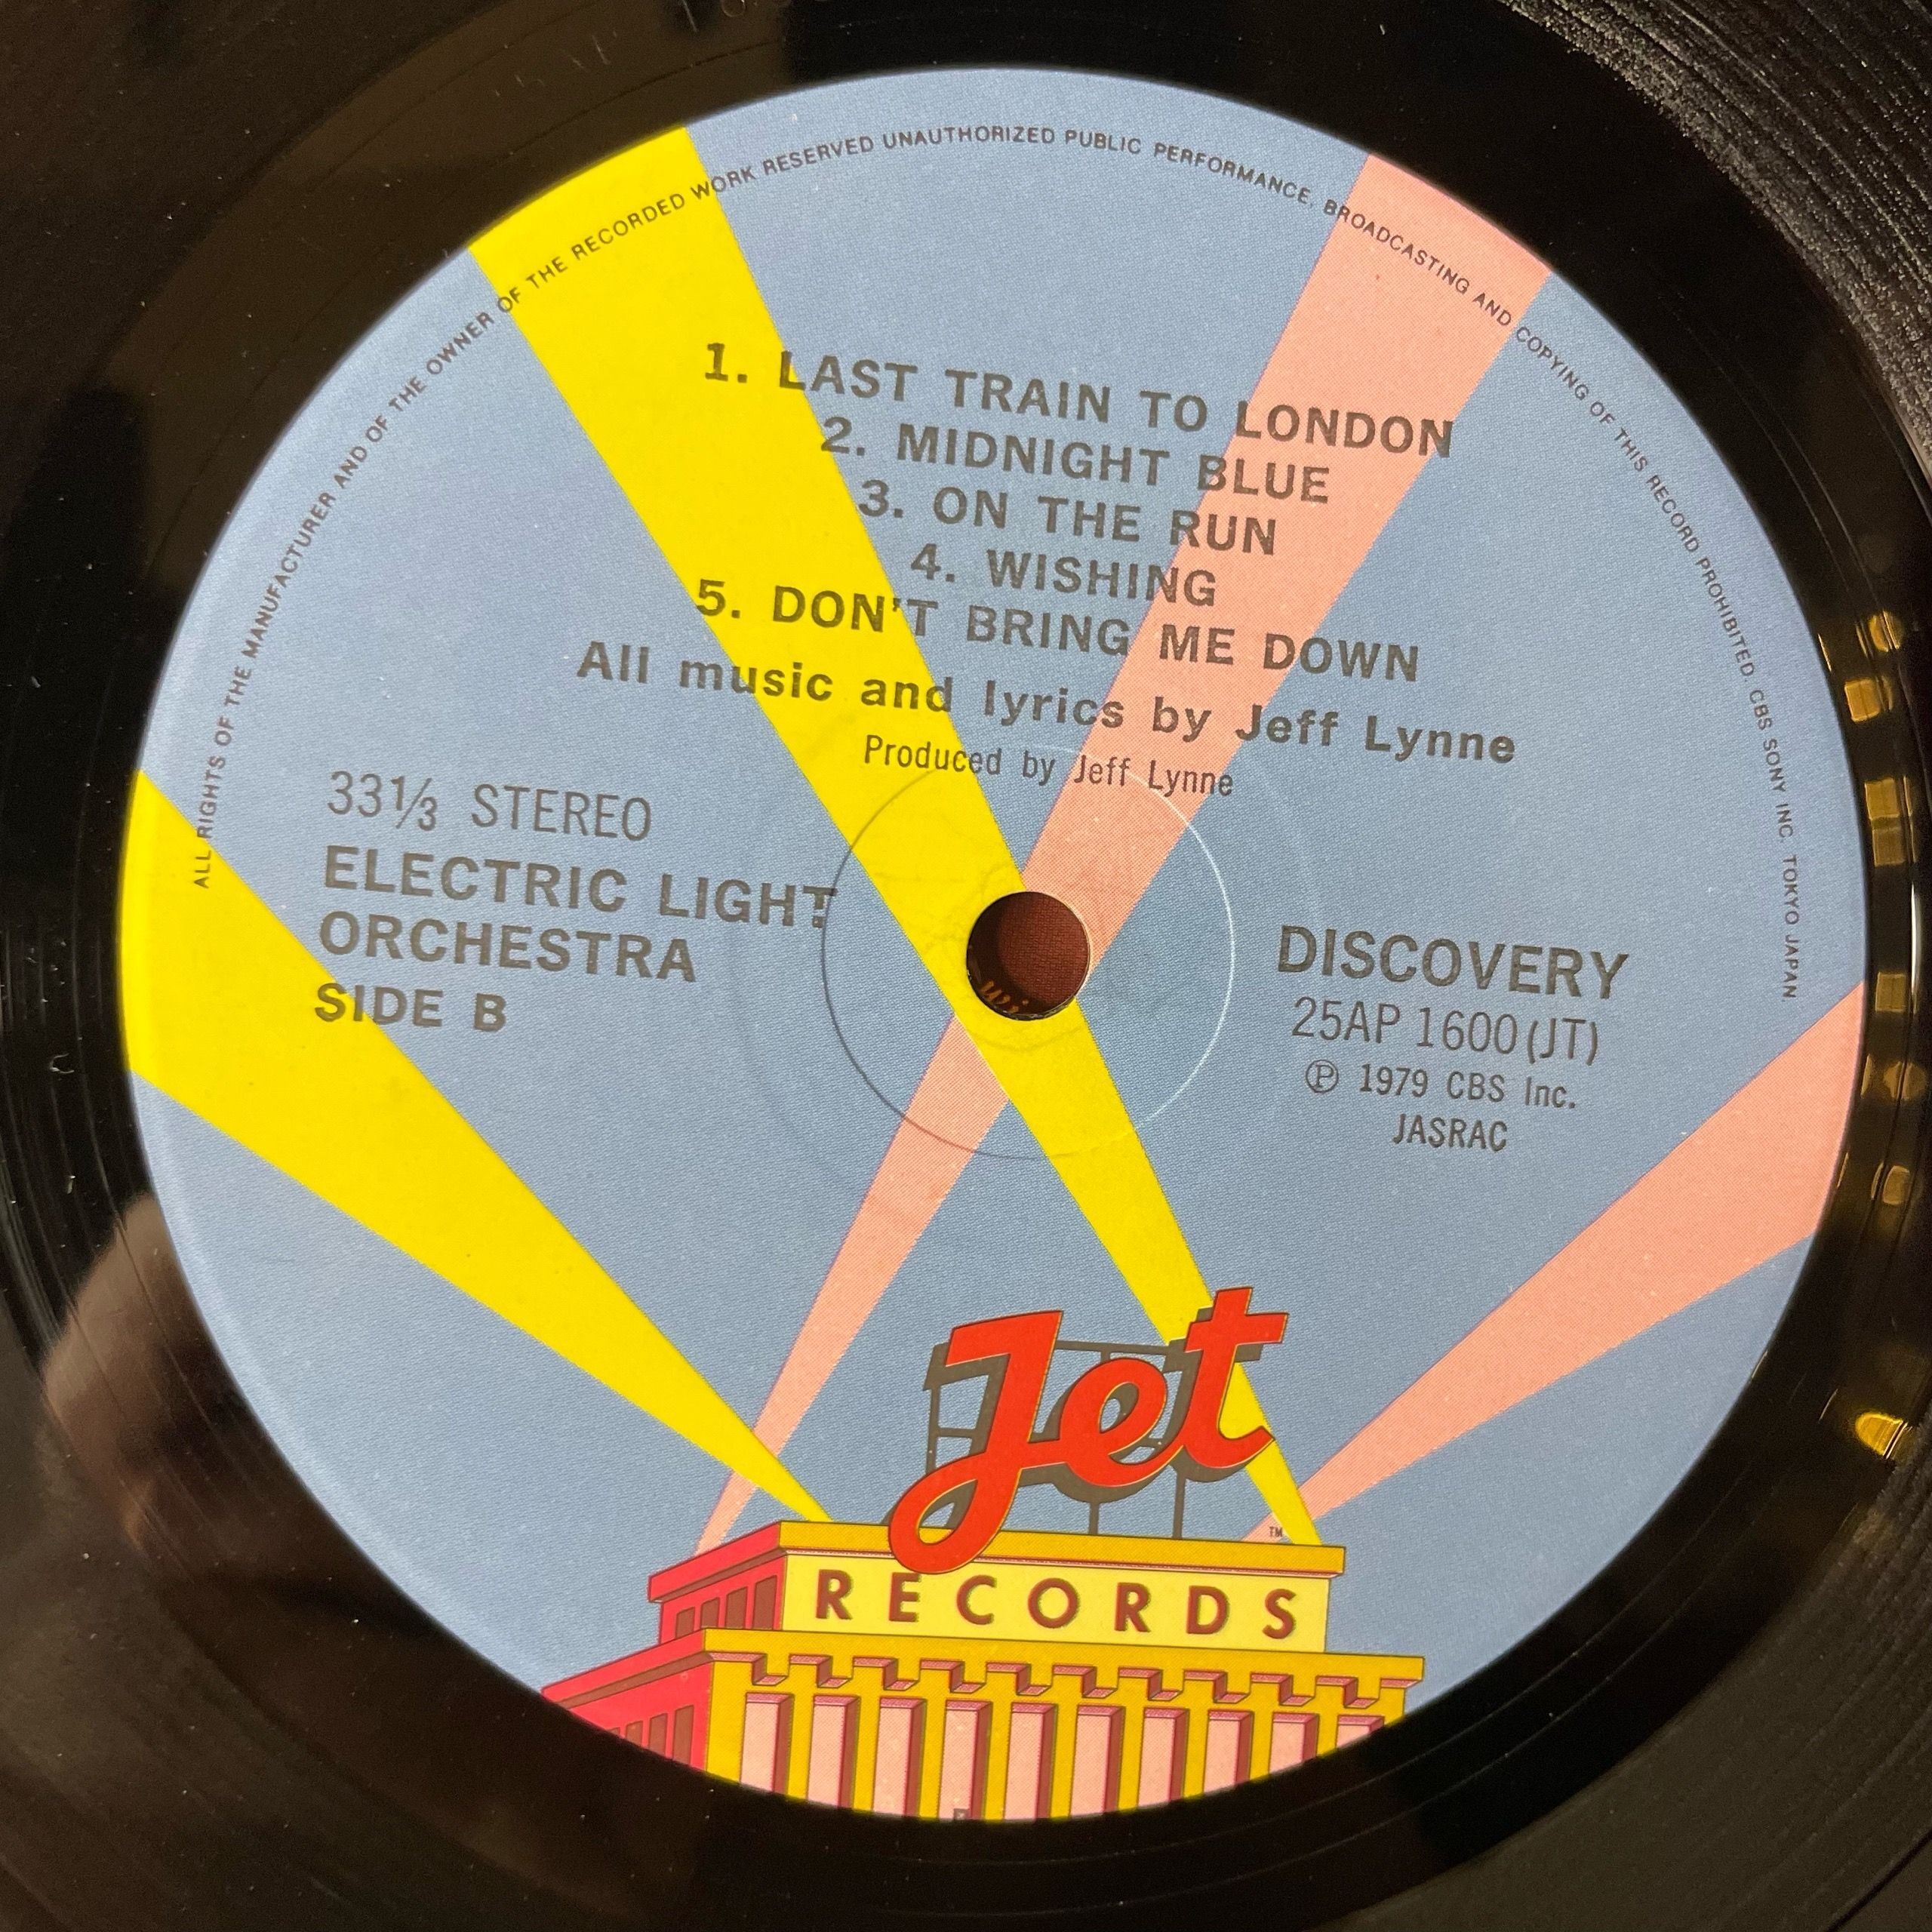 ALL RIGHTS OF THE MANUFACTURER AND OF THE OWNER OF THE RECORDED WORK RESERVED UNAUTHORIZED PUBLIC PERFORMANCE, BROADCASTING AND COPYING OF THIS RECORD PROHIBITED CBS SONY INC. TOKYO JAPAN
1. LAST TRAIN TO LONDON
2. MIDNIGHT BLUE
3. ON THE RUN
4. WISHING
5. DON'T BRING ME DOWN
All music and lyrics by Jeff Lynne
Produced by Jeff Lynne
33⅓ STEREO
ELECTRIC LIGHT
ORCHESTRA
SIDE B
DISCOVERY
25AP 1600 (JT)
℗ 1979 CBS Inc.
JASRAC
Jet
TM
RECORDS